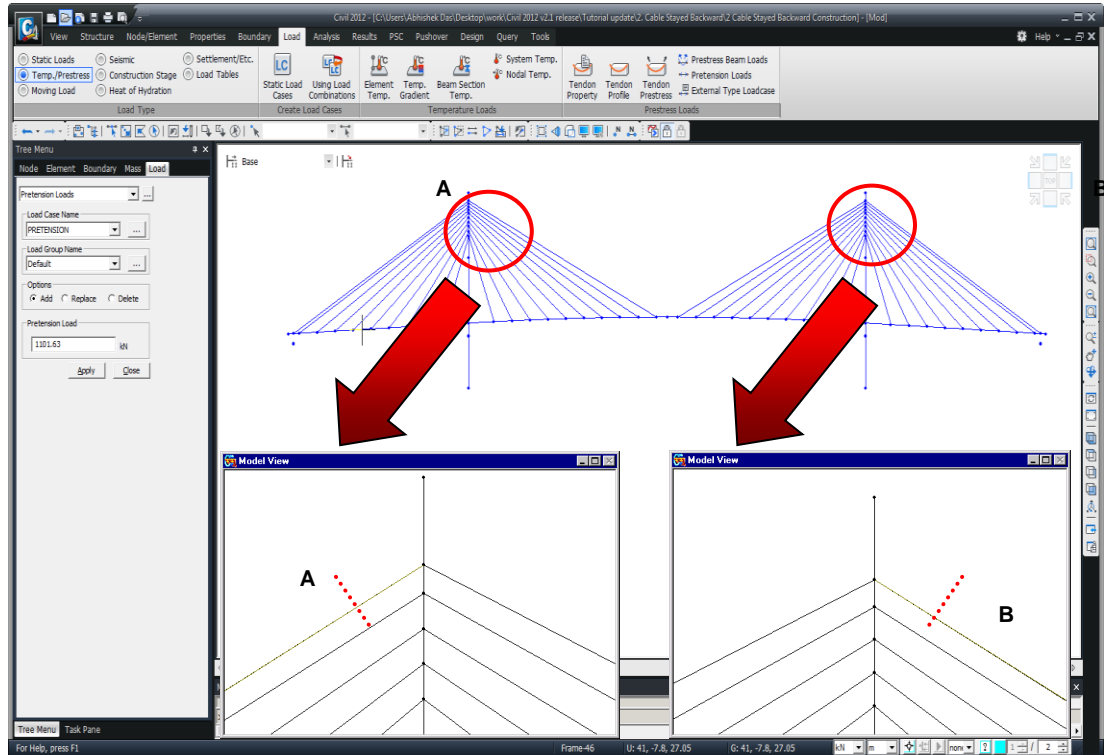 Civil 2012 - [C:\Users\Abhishek Das\Desktop\work\Civil 2012 v2.1 release\Tutorial update\2. Cable Stayed Backward\2 Cable Stayed Backward Construction] - [Mod]
View Structure Node/Element Properties Boundary Load Analysis Results PSC Pushover Design Query Tools Help
Static Loads Seismic Settlement/Etc.
Temp./Prestress Construction Stage Load Tables
Moving Load Heat of Hydration
Load Type
LC
Static Load Cases
Using Load Combinations
Create Load Cases
Element Temp.
Temp. Gradient
Beam Section Temp.
System Temp.
Nodal Temp.
Temperature Loads
Tendon Property
Tendon Profile
Tendon Prestress
Prestress Beam Loads
Pretension Loads
External Type Loadcase
Prestress Loads
Tree Menu
Node Element Boundary Mass Load
Pretension Loads
...
Load Case Name
PRETENSION
...
Load Group Name
Default
...
Options
Add Replace Delete
Pretension Load
1101.63 kN
Apply Close
Base
A
TOP
B
Model View
A
Model View
B
Tree Menu Task Pane
For Help, press F1
Frame-46
U: 41, -7.8, 27.05
G: 41, -7.8, 27.05
kN
m
1 / 2